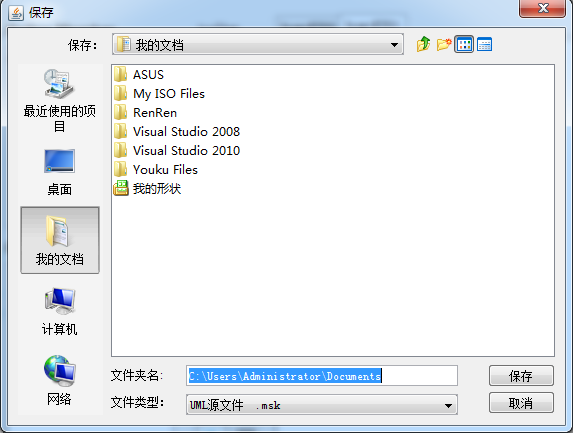 保存
保存：
我的文档
最近使用的项
目
桌面
我的文档
计算机
网络
ASUS
My ISO Files
RenRen
Visual Studio 2008
Visual Studio 2010
Youku Files
我的形状
文件夹名:
C:\Users\Administrator\Documents
保存
文件类型：
UML源文件 .msk
取消